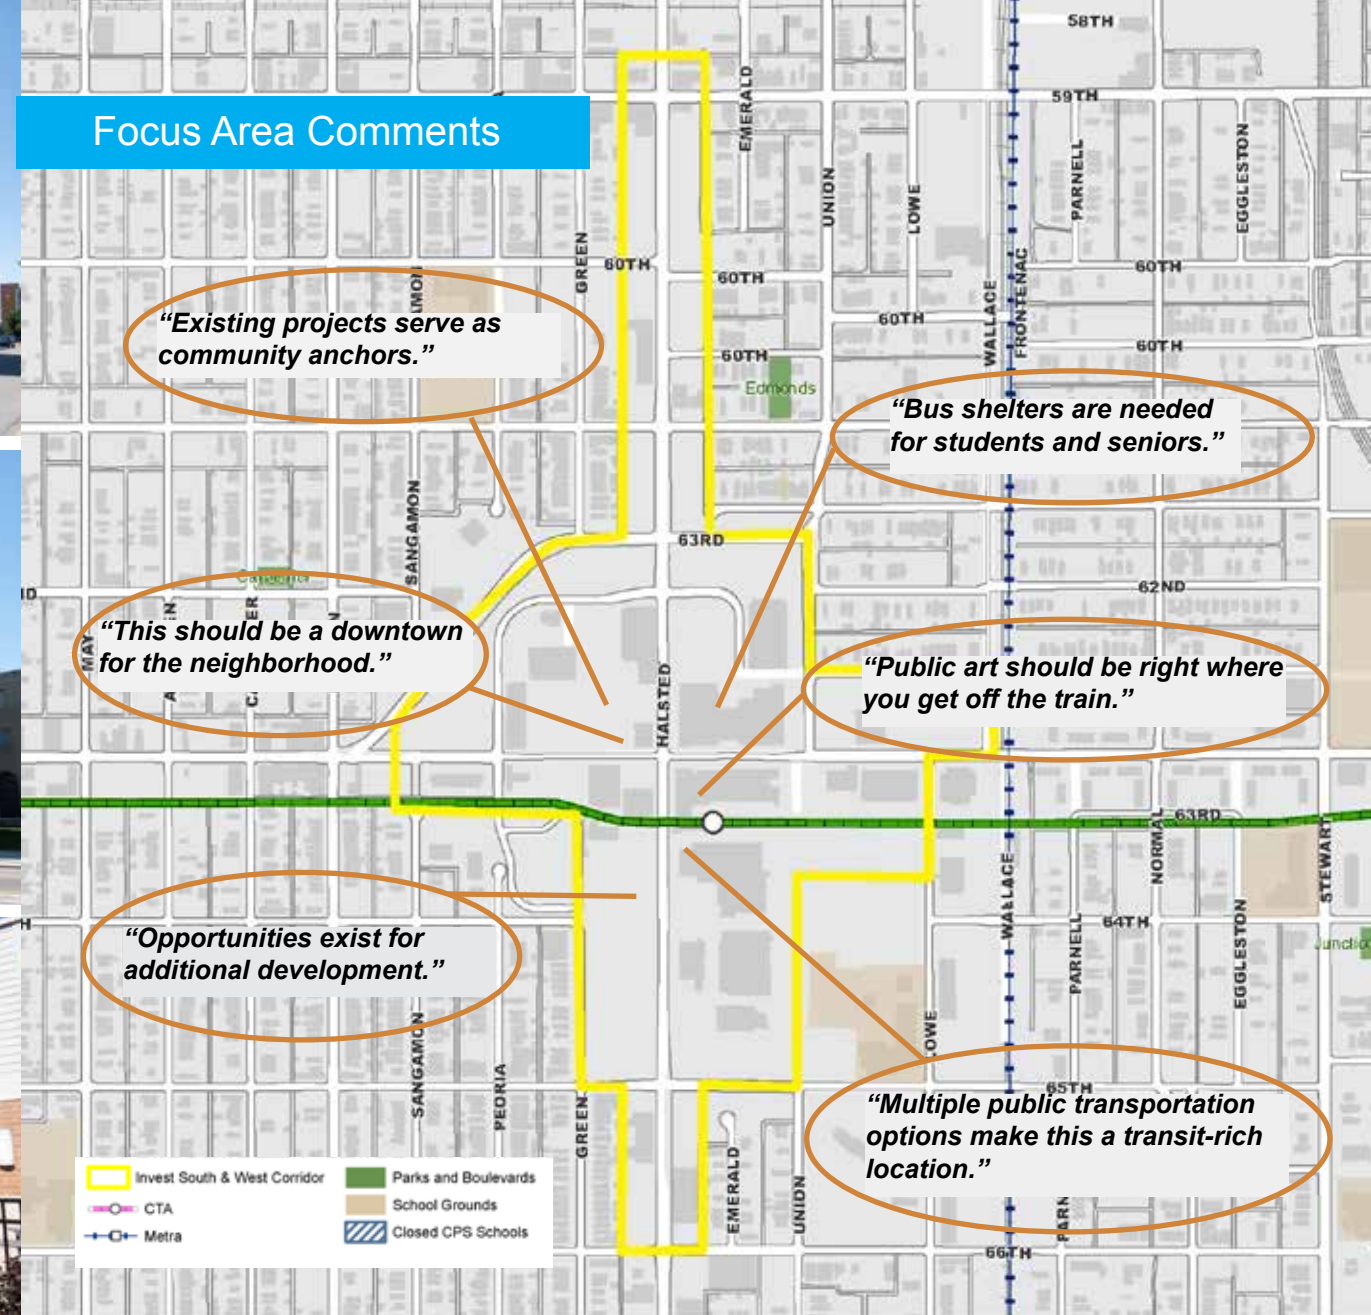 58TH
59TH
Focus Area Comments
EMERALD
PARNELL
EGGLESTON
UNION
LOWE
GREEN
60TH
60TH
60TH
WALLACE
FRONTENAC
60TH
“Existing projects serve as
community anchors.”
60TH
60TH
Edmonds
“Bus shelters are needed
for students and seniors.”
SANGAMON
63RD
62ND
“This should be a downtown
for the neighborhood.”
MAY
HALSTED
“Public art should be right where
you get off the train.”
63RD
NORMAL
STEWART
WALLACE
64TH
PARNELL
EGGLESTON
“Opportunities exist for
additional development.”
SANGAMON
PEORIA
GREEN
65TH
“Multiple public transportation
options make this a transit-rich
location.”
EMERALD
UNION
66TH
Invest South & West Corridor
CTA
Metra
Parks and Boulevards
School Grounds
Closed CPS Schools